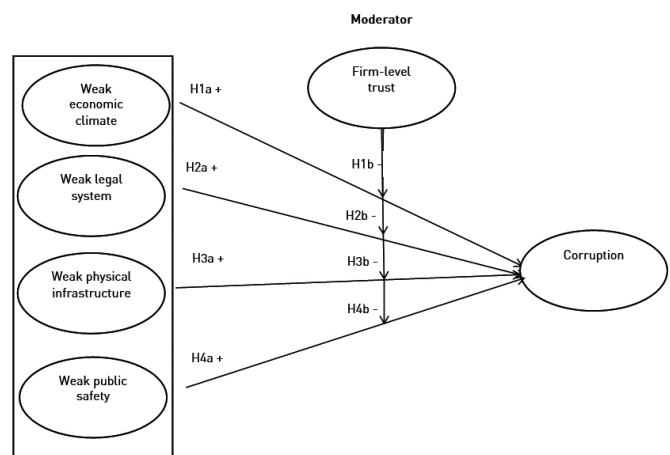 Moderator
Weak
economic
climate
H1a +
Firm-level
trust
H1b -
Weak legal
system
H2a +
H2b -
Corruption
Weak physical
infrastructure
H3a +
H3b -
H4b -
H4a +
Weak public
safety